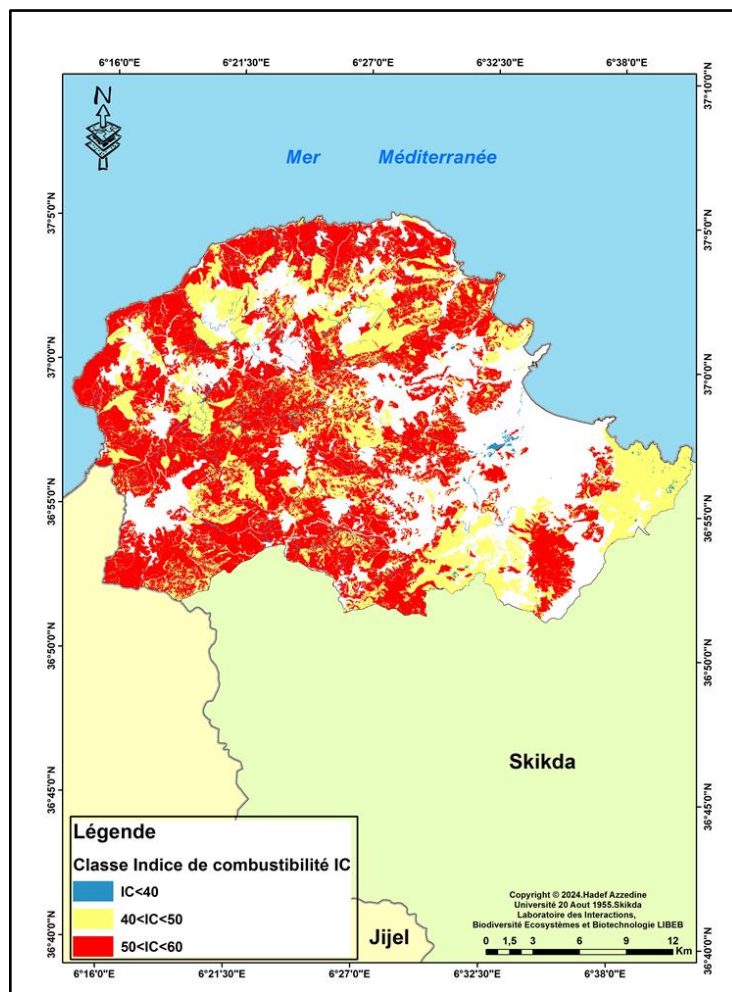 6°16'0"E 6°21'30"E 6°27'0"E 6°32'30"E 6°38'0"E
N
37°10'0"N
Mer Méditerranée
37°5'0"N 37°5'0"N
37°0'0"N 37°0'0"N
36°55'0"N 36°55'0"N
36°50'0"N 36°50'0"N
Skikda
36°45'0"N 36°45'0"N
Légende
Classe Indice de combustibilité IC
IC<40
40<IC<50
50<IC<60
Jijel
Copyright © 2024.Hadef Azzedine
Université 20 Aout 1955.Skikda
Laboratoire des Interactions,
Biodiversité Ecosystèmes et Biotechnologie LIBEB
0 1,5 3 6 9 12
Km
36°40'0"N 36°40'0"N
6°16'0"E 6°21'30"E 6°27'0"E 6°32'30"E 6°38'0"E